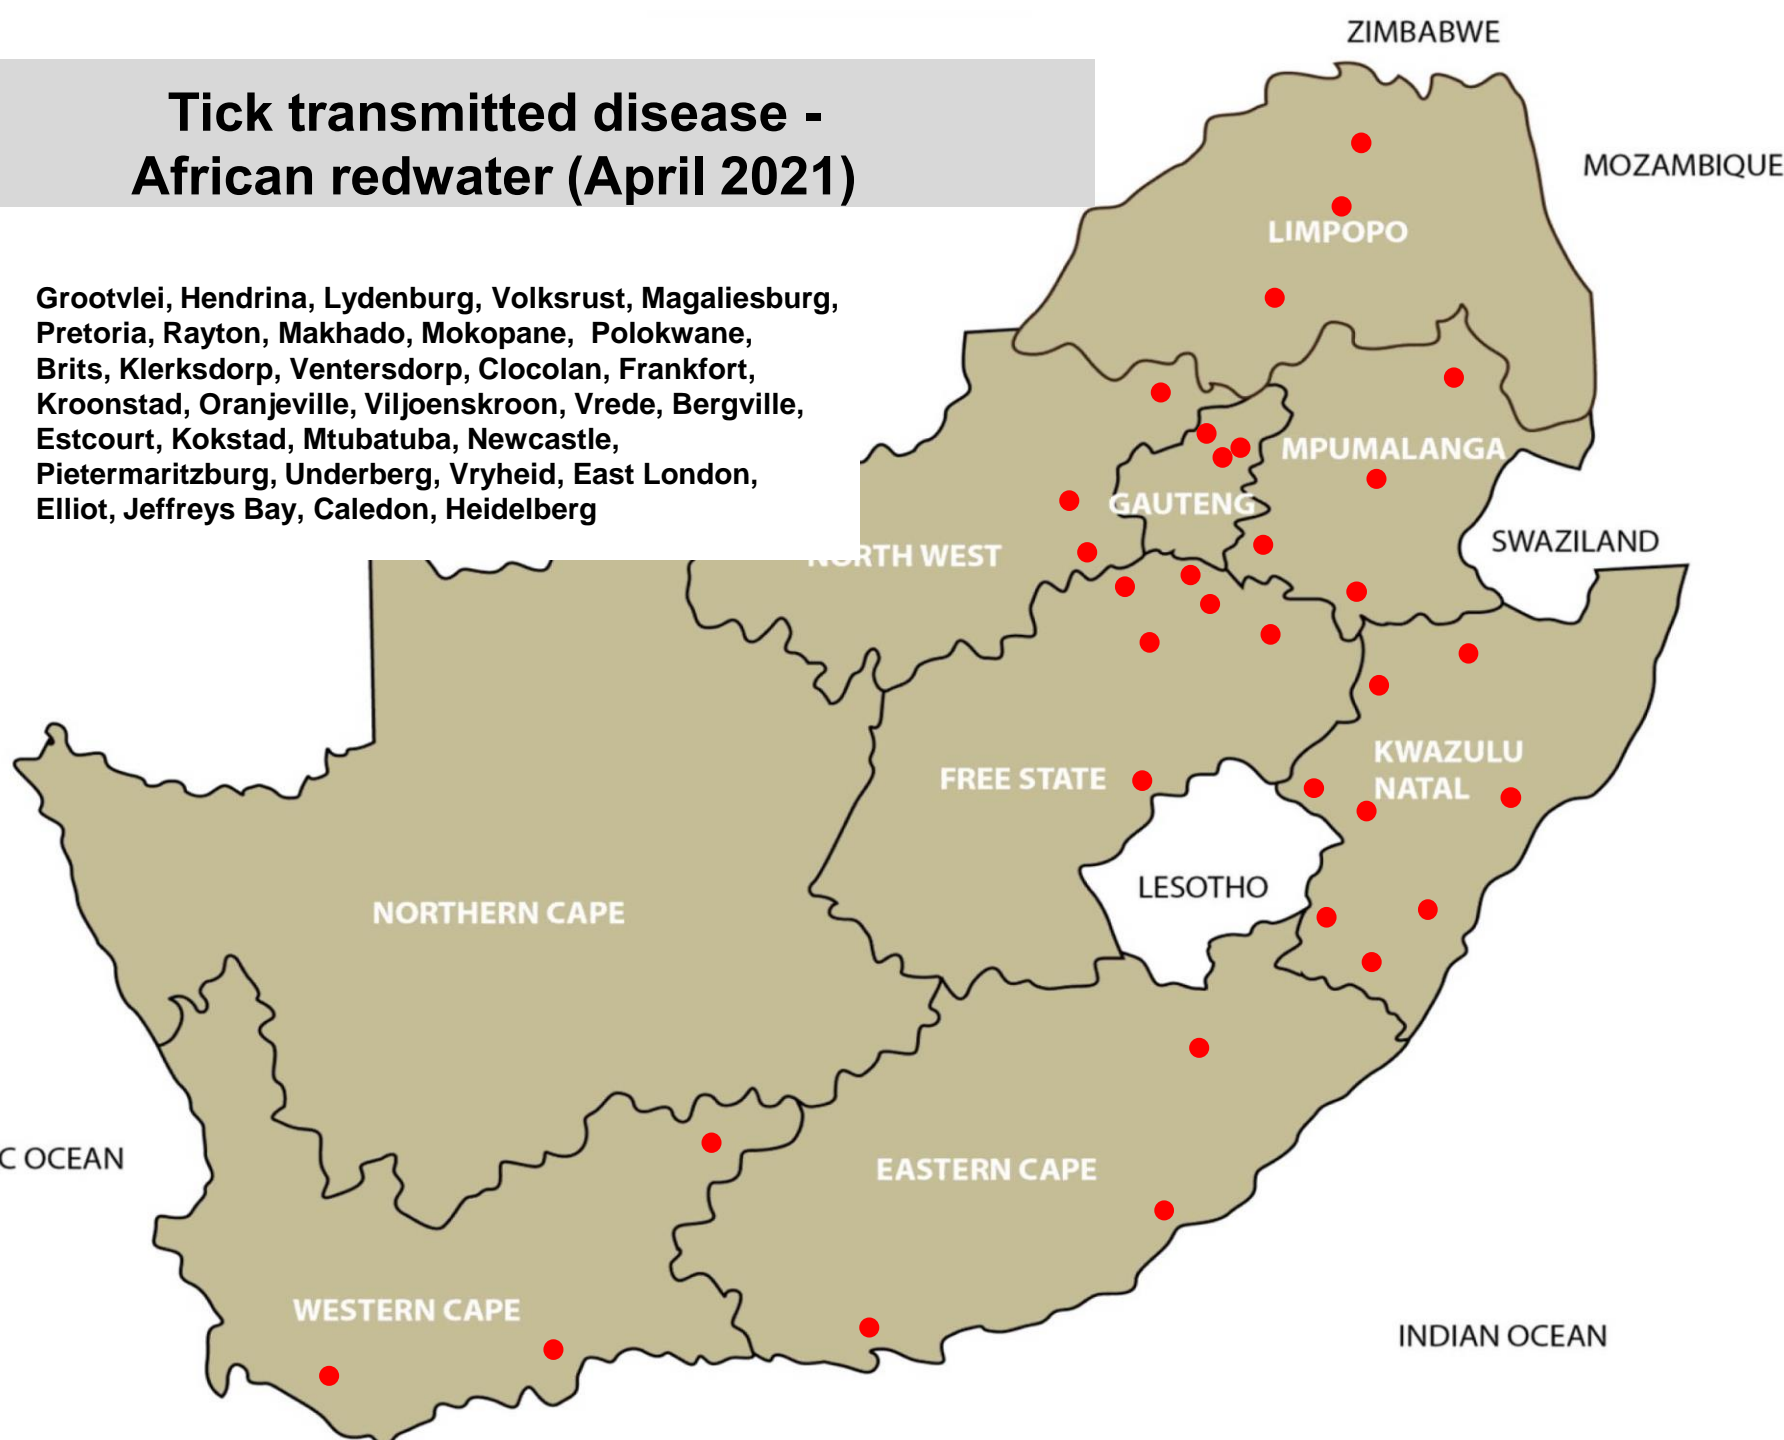 ZIMBABWE
Tick transmitted disease -
African redwater (April 2021)
MOZAMBIQUE
LIMPOPO
Grootvlei, Hendrina, Lydenburg, Volksrust, Magaliesburg,
Pretoria, Rayton, Makhado, Mokopane, Polokwane,
Brits, Klerksdorp, Ventersdorp, Clocolan, Frankfort,
Kroonstad, Oranjeville, Viljoenskroon, Vrede, Bergville,
Estcourt, Kokstad, Mtubatuba, Newcastle,
Pietermaritzburg, Underberg, Vryheid, East London,
Elliot, Jeffreys Bay, Caledon, Heidelberg
MPUMALANGA
GAUTENG
SWAZILAND
NORTH WEST
KWAZULU
NATAL
FREE STATE
LESOTHO
NORTHERN CAPE
C OCEAN
EASTERN CAPE
WESTERN CAPE
INDIAN OCEAN